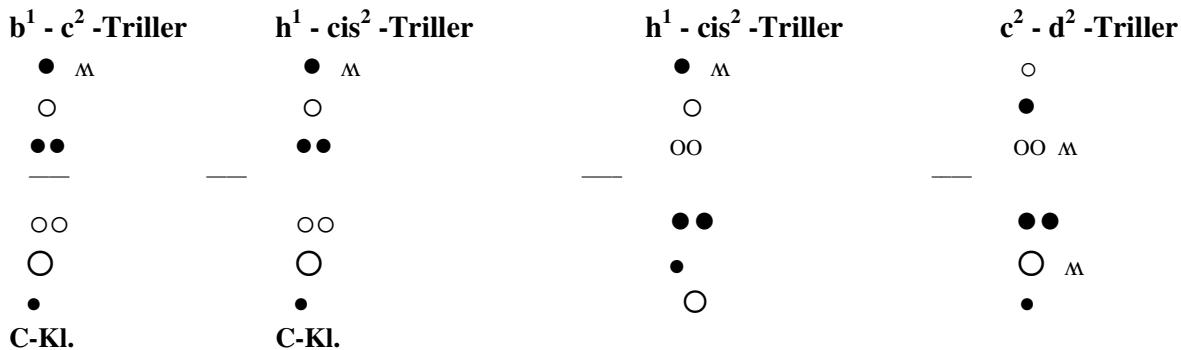 b¹ - c² -Triller h¹ - cis² -Triller h¹ - cis² -Triller c² - d² -Triller
C-Kl. C-Kl.